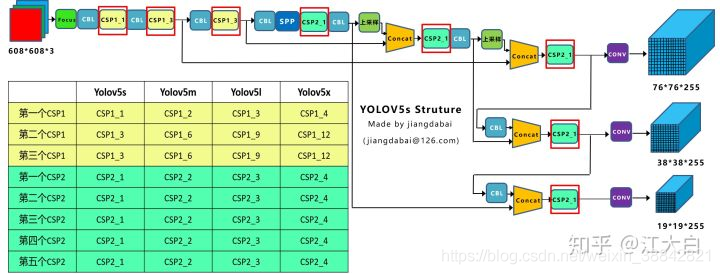 608*608*3
Focus CBL CSP1_1 CBL CSP1_3 CBL CSP1_3 CBL SPP CSP2_1 CBL 上采样 Concat CSP2_1 CBL 上采样 Concat CSP2_1 CONV
76*76*255
CBL Concat CSP2_1 CONV
38*38*255
CBL Concat CSP2_1 CONV
19*19*255
YOLOV5s Struture
Made by jiangdabai
(jiangdabai@126.com)
Yolov5s Yolov5m Yolov5l Yolov5x
第一个CSP1 CSP1_1 CSP1_2 CSP1_3 CSP1_4
第二个CSP1 CSP1_3 CSP1_6 CSP1_9 CSP1_12
第三个CSP1 CSP1_3 CSP1_6 CSP1_9 CSP1_12
第一个CSP2 CSP2_1 CSP2_2 CSP2_3 CSP2_4
第二个CSP2 CSP2_1 CSP2_2 CSP2_3 CSP2_4
第三个CSP2 CSP2_1 CSP2_2 CSP2_3 CSP2_4
第四个CSP2 CSP2_1 CSP2_2 CSP2_3 CSP2_4
第五个CSP2 CSP2_1 CSP2_2 CSP2_3 CSP2_4
知乎 @江大白